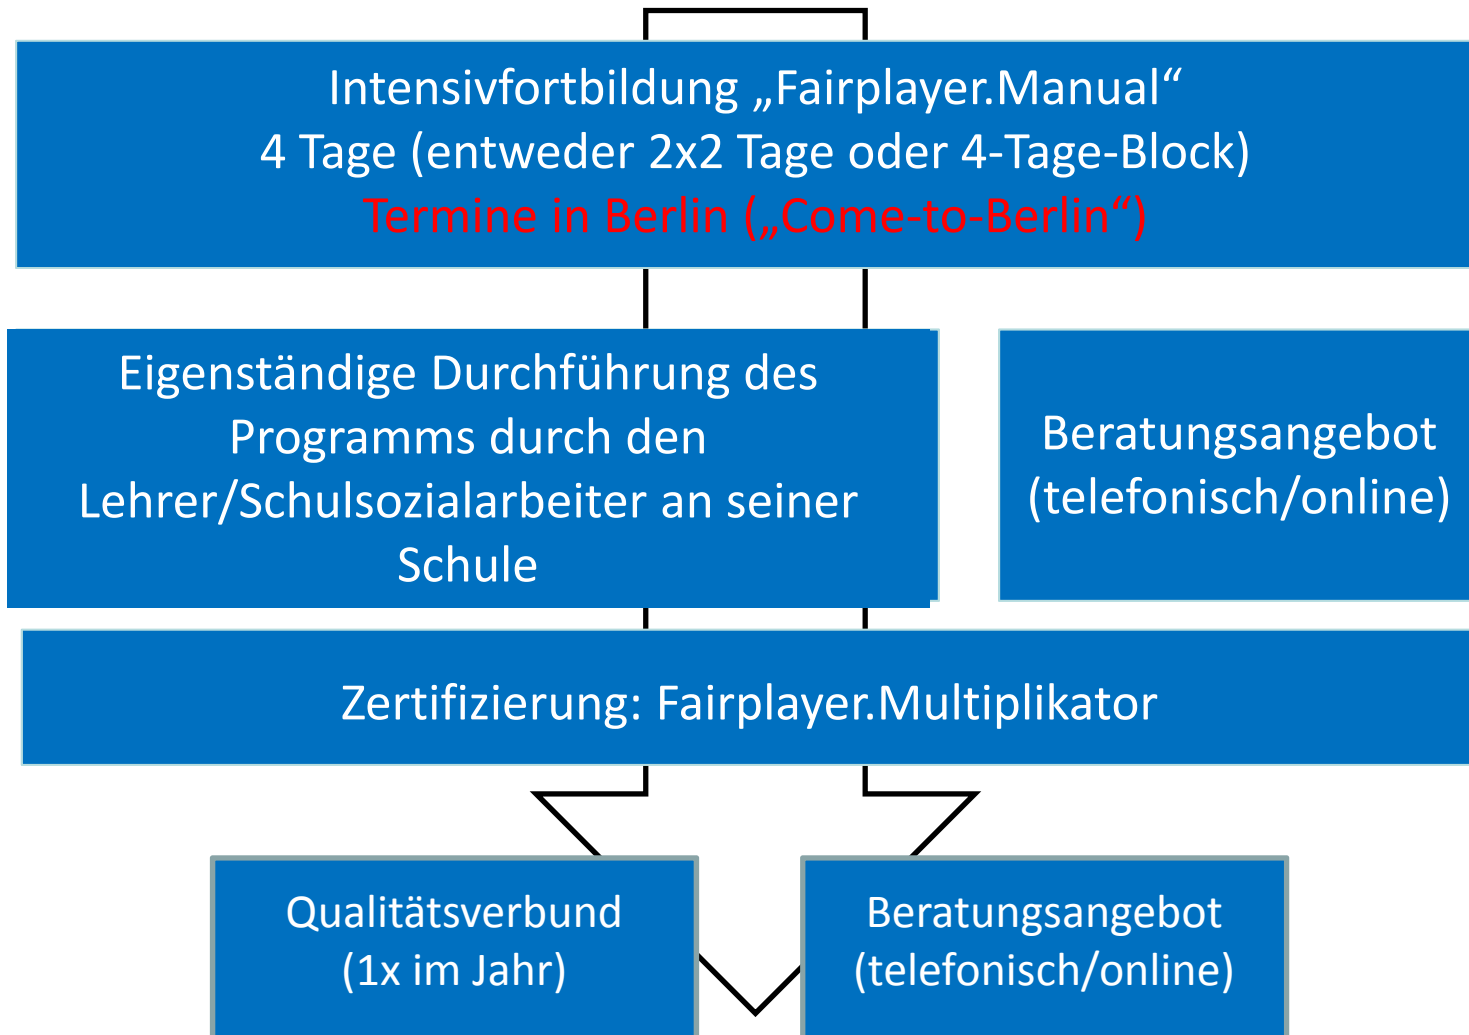 Intensivfortbildung „Fairplayer.Manual“
4 Tage (entweder 2x2 Tage oder 4-Tage-Block)
Termine in Berlin („Come-to-Berlin“)
Eigenständige Durchführung des
Programms durch den
Lehrer/Schulsozialarbeiter an seiner
Schule
Beratungsangebot
(telefonisch/online)
Zertifizierung: Fairplayer.Multiplikator
Qualitätsverbund
(1x im Jahr)
Beratungsangebot
(telefonisch/online)